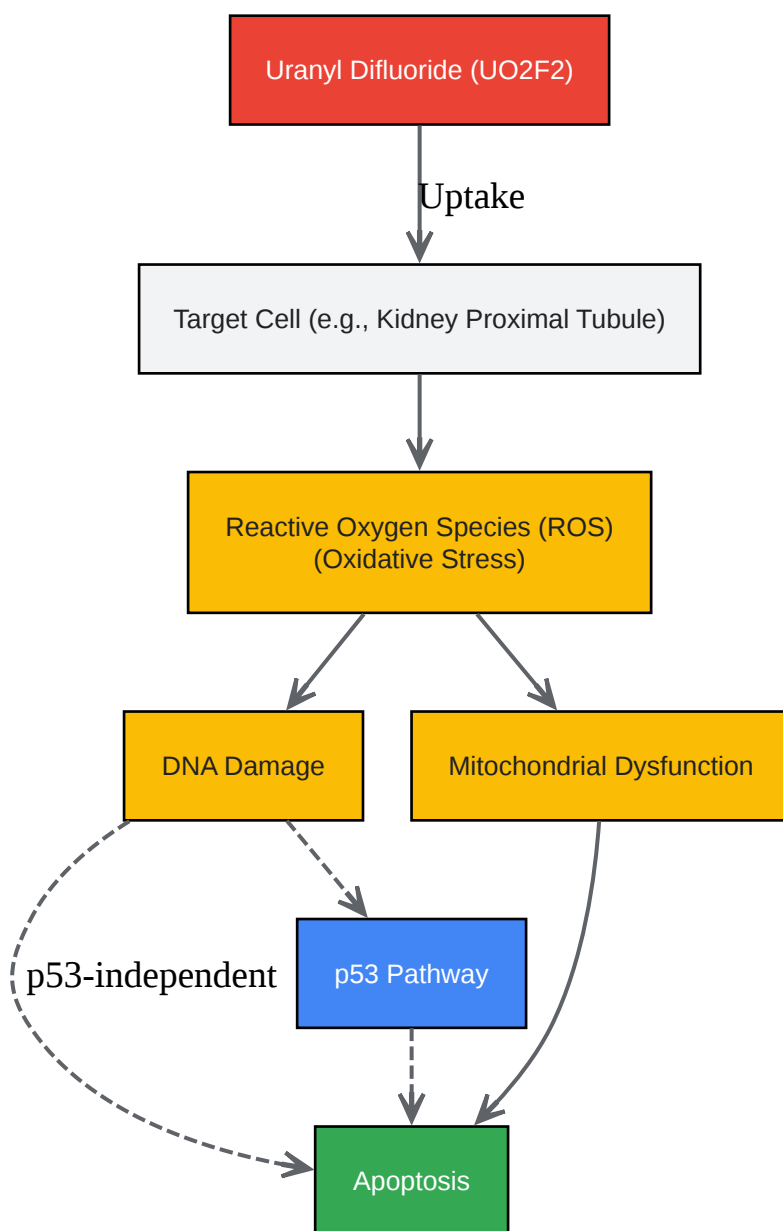 Uranyl Difluoride (UO2F2)
Uptake
Target Cell (e.g., Kidney Proximal Tubule)
Reactive Oxygen Species (ROS)
(Oxidative Stress)
DNA Damage
Mitochondrial Dysfunction
p53-independent
p53 Pathway
Apoptosis